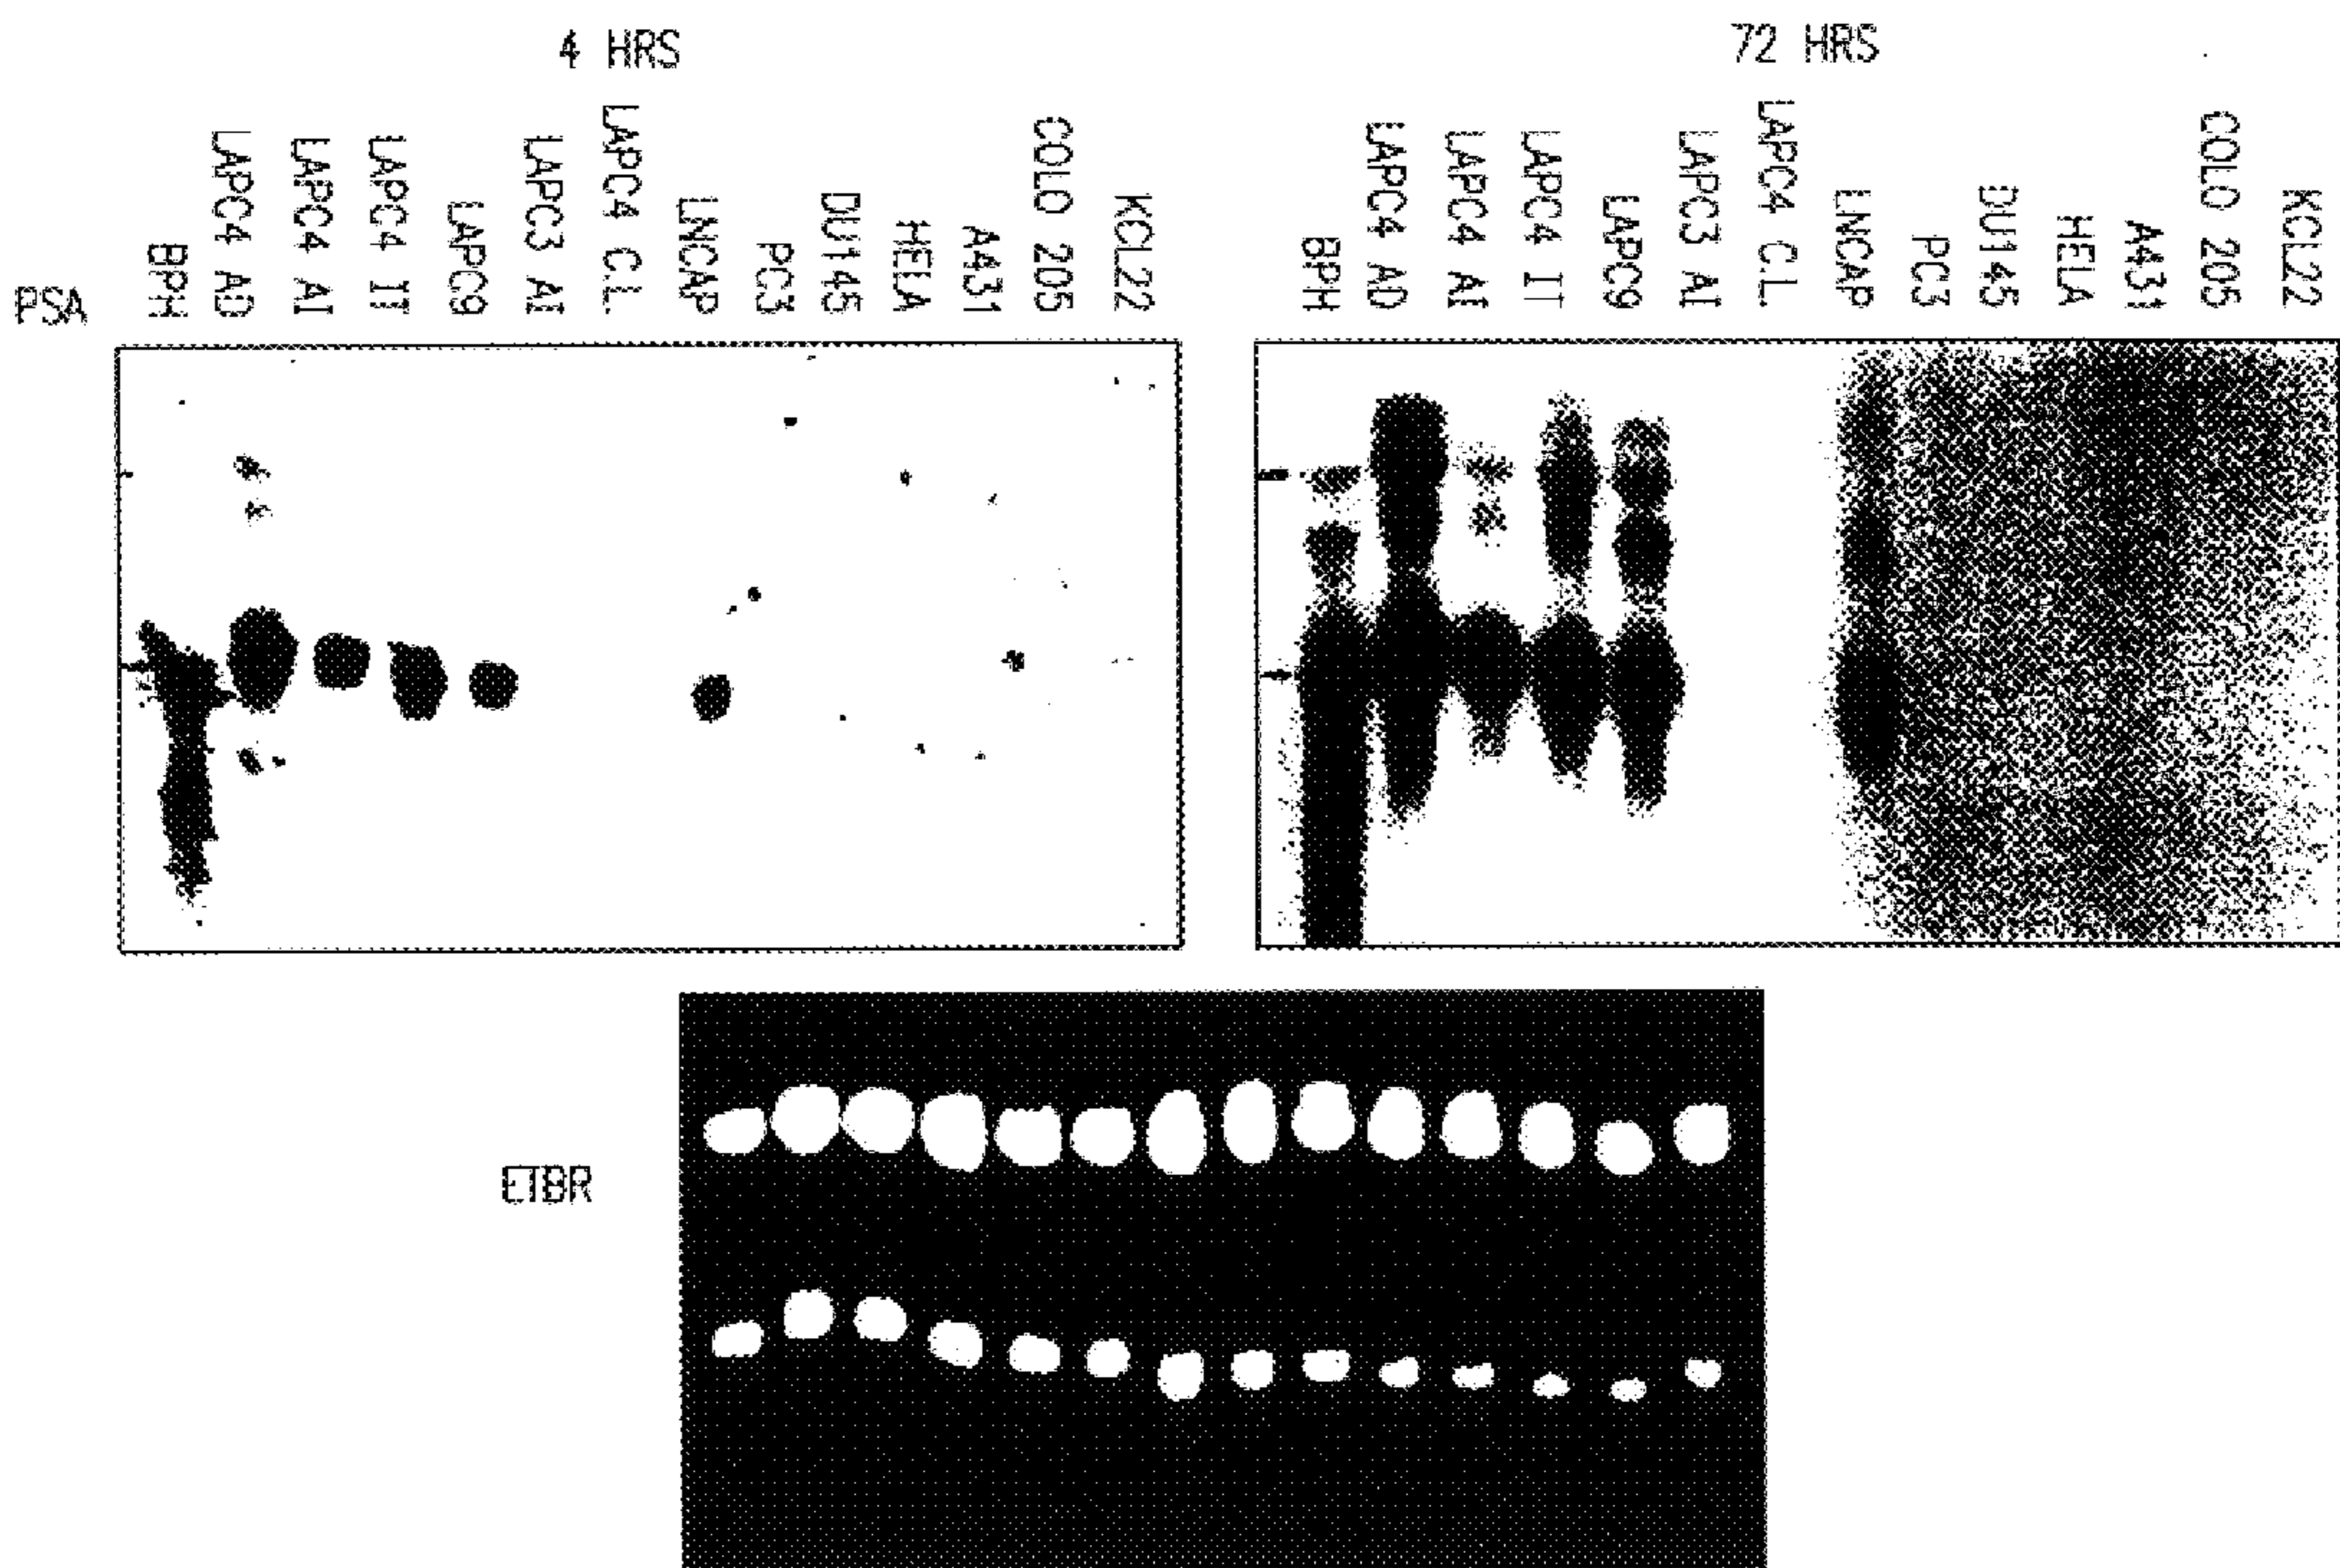 4 HRS
72 HRS
PSA
BPH
LAPC4 AD
LAPC4 AI
LAPC4 IT
LAPC9
LAPC3 AI
LAPC4 C.L.
LNCAP
PC3
DU145
HELA
A431
COLO 205
KCL22
BPH
LAPC4 AD
LAPC4 AI
LAPC4 IT
LAPC9
LAPC3 AI
LAPC4 C.L.
LNCAP
PC3
DU145
HELA
A431
COLO 205
KCL22
ETBR